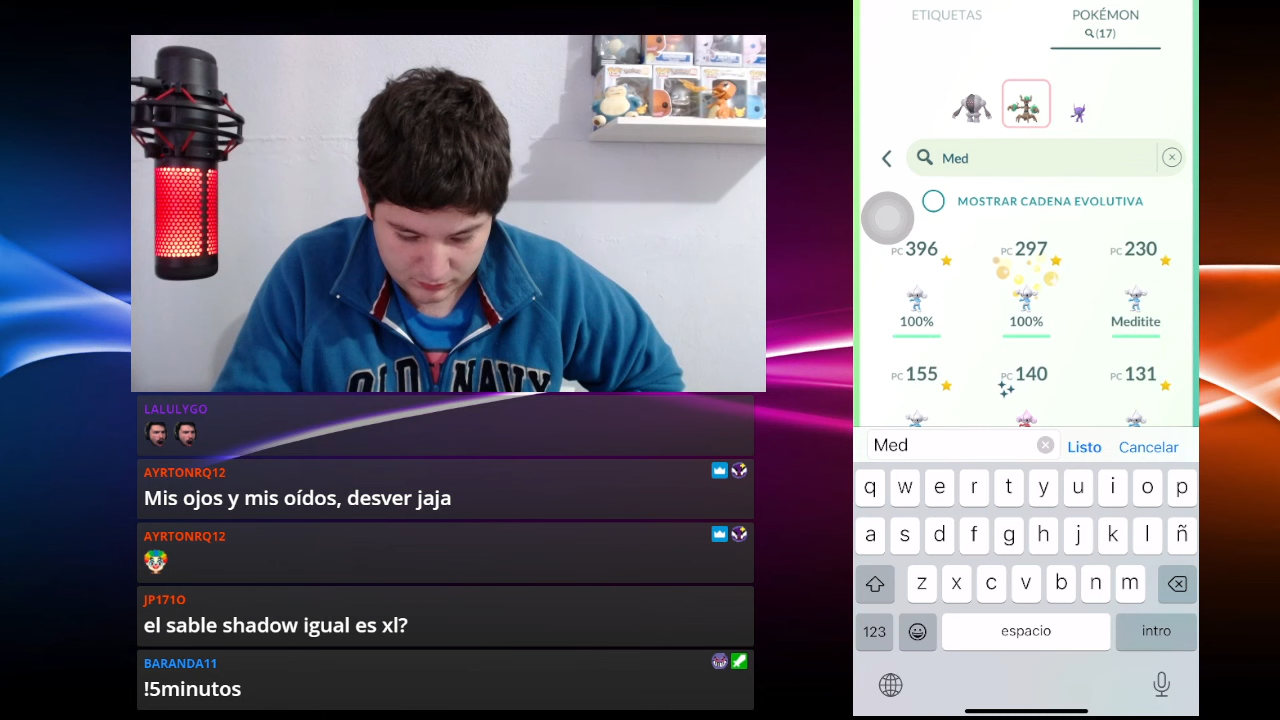 ETIQUETAS
POKÉMON
(17)
Med
MOSTRAR CADENA EVOLUTIVA
PC 396
PC 297
PC 230
100%
100%
Meditite
PC 155
PC 140
PC 131
Med
Listo
Cancelar
q w e r t y u i o p
a s d f g h j k l ñ
z x c v b n m
123
espacio
intro
OLD NAVY
LALULYGO
AYRTONRQ12
Mis ojos y mis oídos, desver jaja
AYRTONRQ12
JP171O
el sable shadow igual es xl?
BARANDA11
!5minutos